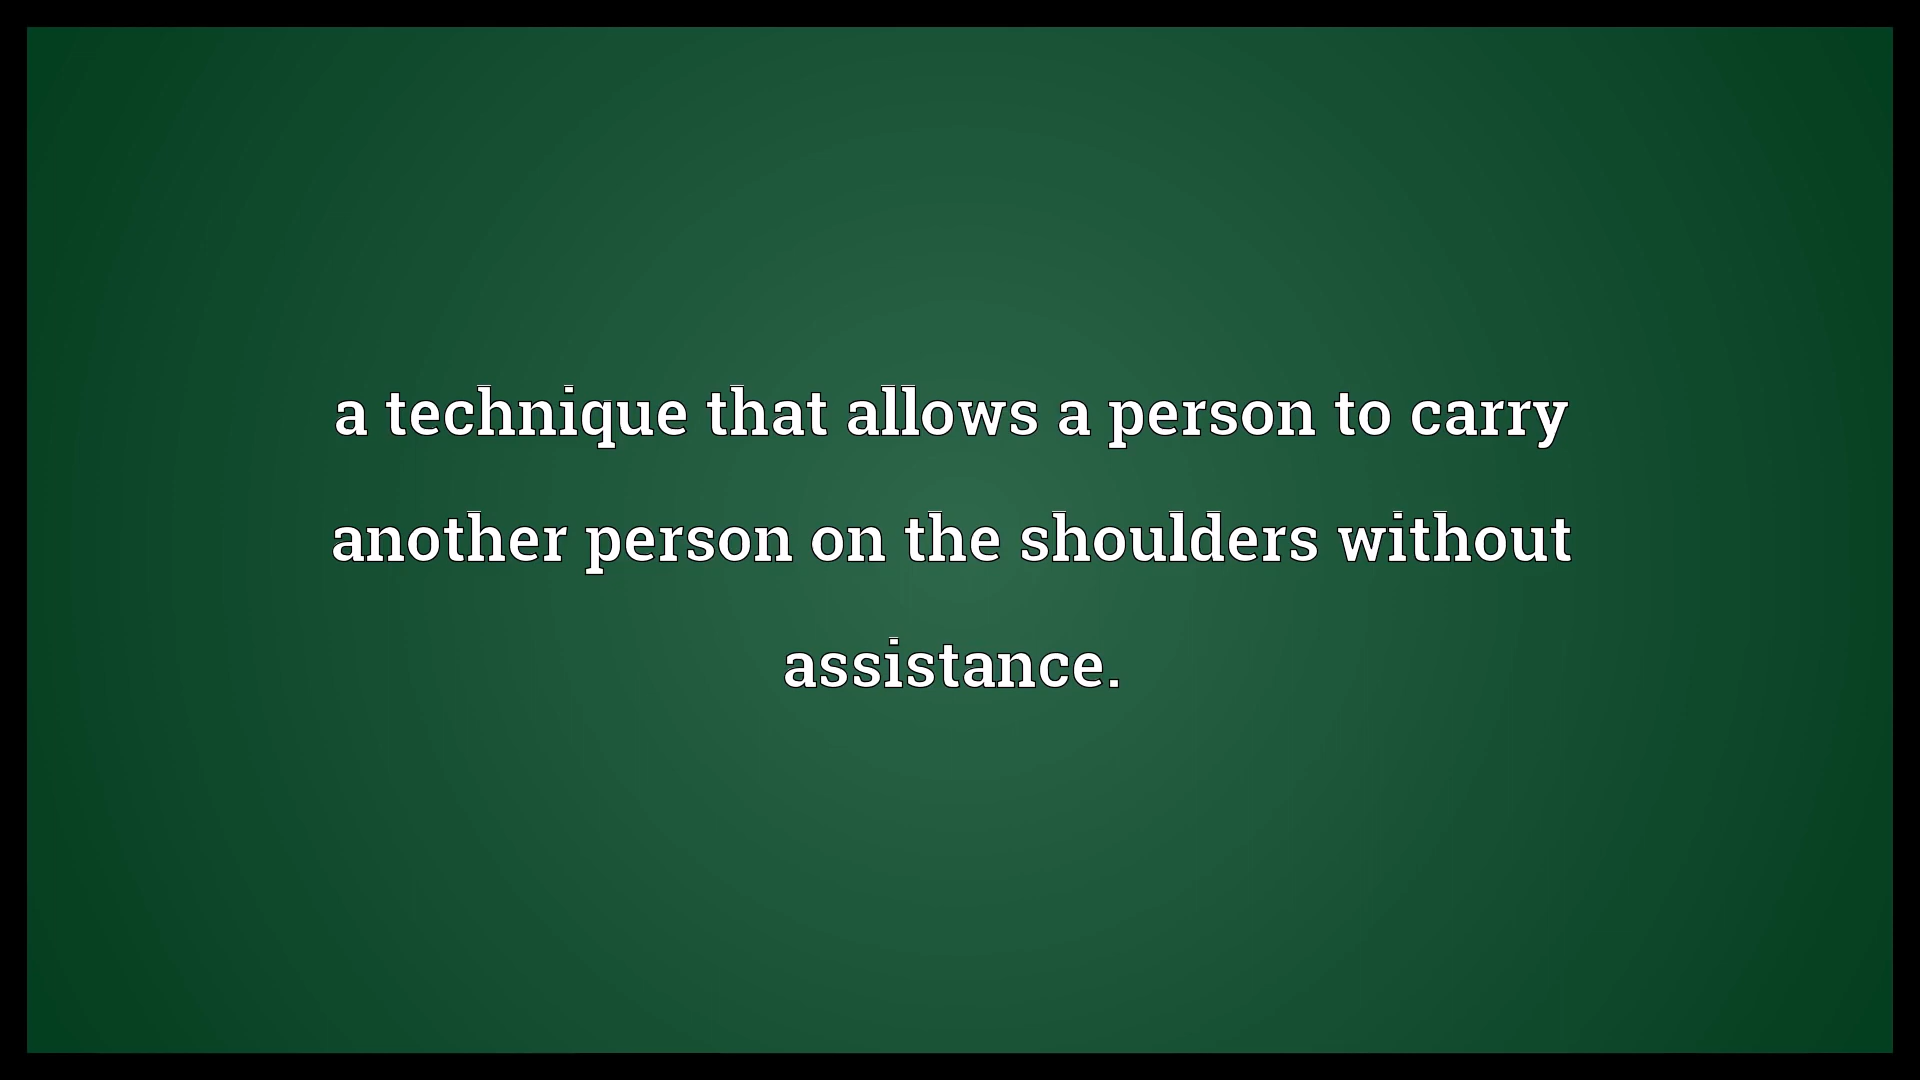 a technique that allows a person to carry
another person on the shoulders without
assistance.